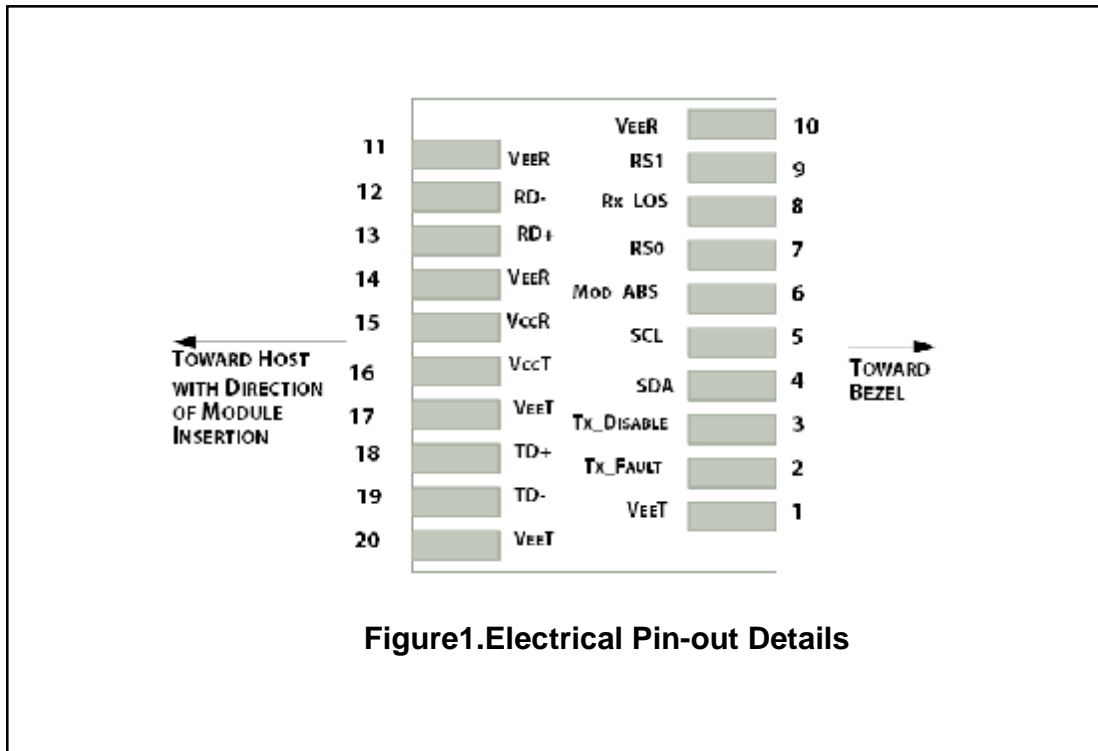 11 VEER
12 RD-
13 RD+
14 VEER
15 VCCR
16 VCCT
17 VEET
18 TD+
19 TD-
20 VEET
VEER 10
RS1 9
RX LOS 8
RS0 7
MOD ABS 6
SCL 5
SDA 4
TX_DISABLE 3
TX_FAULT 2
VEET 1
TOWARD HOST
WITH DIRECTION
OF MODULE
INSERTION
TOWARD
BEZEL
Figure1.Electrical Pin-out Details